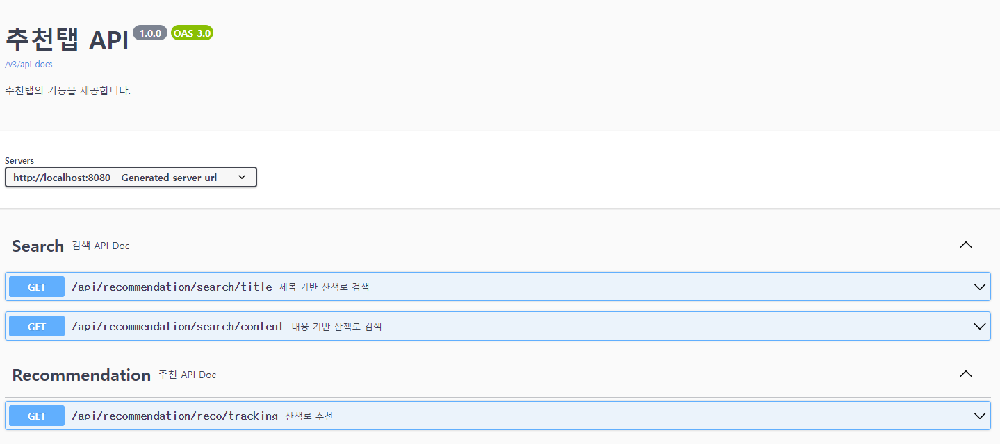 추천탭 API 1.0.0 OAS 3.0
/v3/api-docs
추천탭의 기능을 제공합니다.
Servers
http://localhost:8080 - Generated server url
Search 검색 API Doc
GET /api/recommendation/search/title 제목 기반 산책로 검색
GET /api/recommendation/search/content 내용 기반 산책로 검색
Recommendation 추천 API Doc
GET /api/recommendation/reco/tracking 산책로 추천